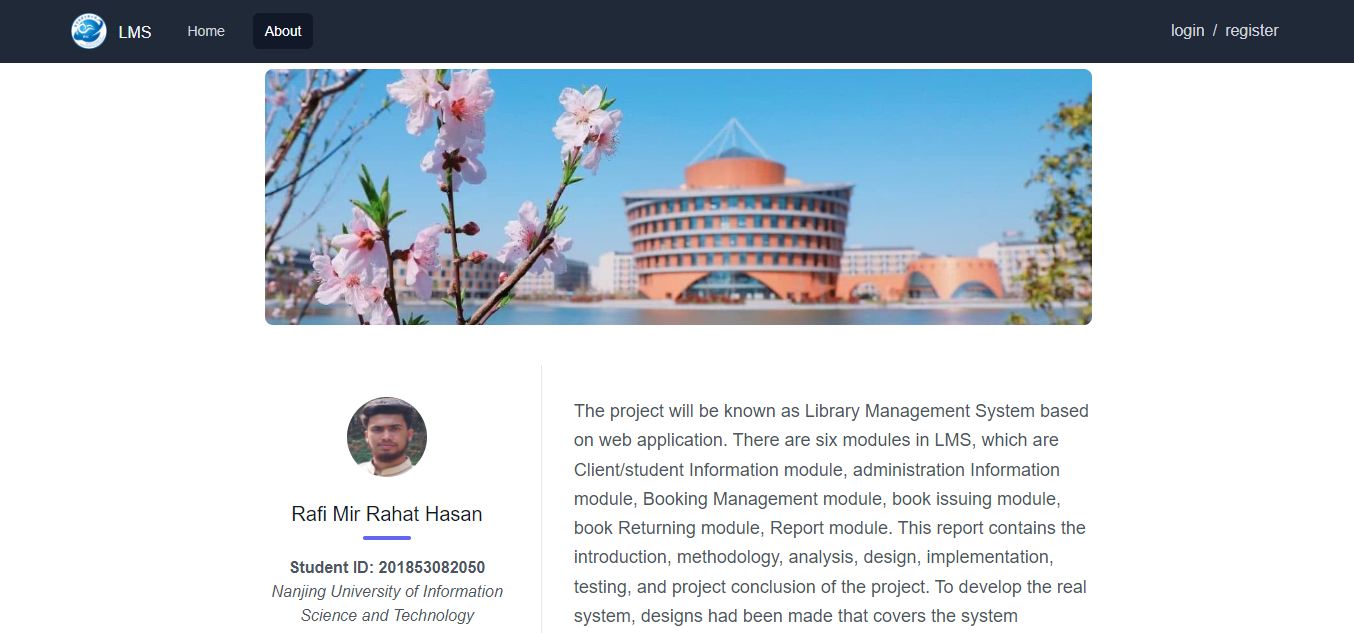 LMS
Home
About
login / register
Rafi Mir Rahat Hasan
Student ID: 201853082050
Nanjing University of Information
Science and Technology
The project will be known as Library Management System based
on web application. There are six modules in LMS, which are
Client/student Information module, administration Information
module, Booking Management module, book issuing module,
book Returning module, Report module. This report contains the
introduction, methodology, analysis, design, implementation,
testing, and project conclusion of the project. To develop the real
system, designs had been made that covers the system